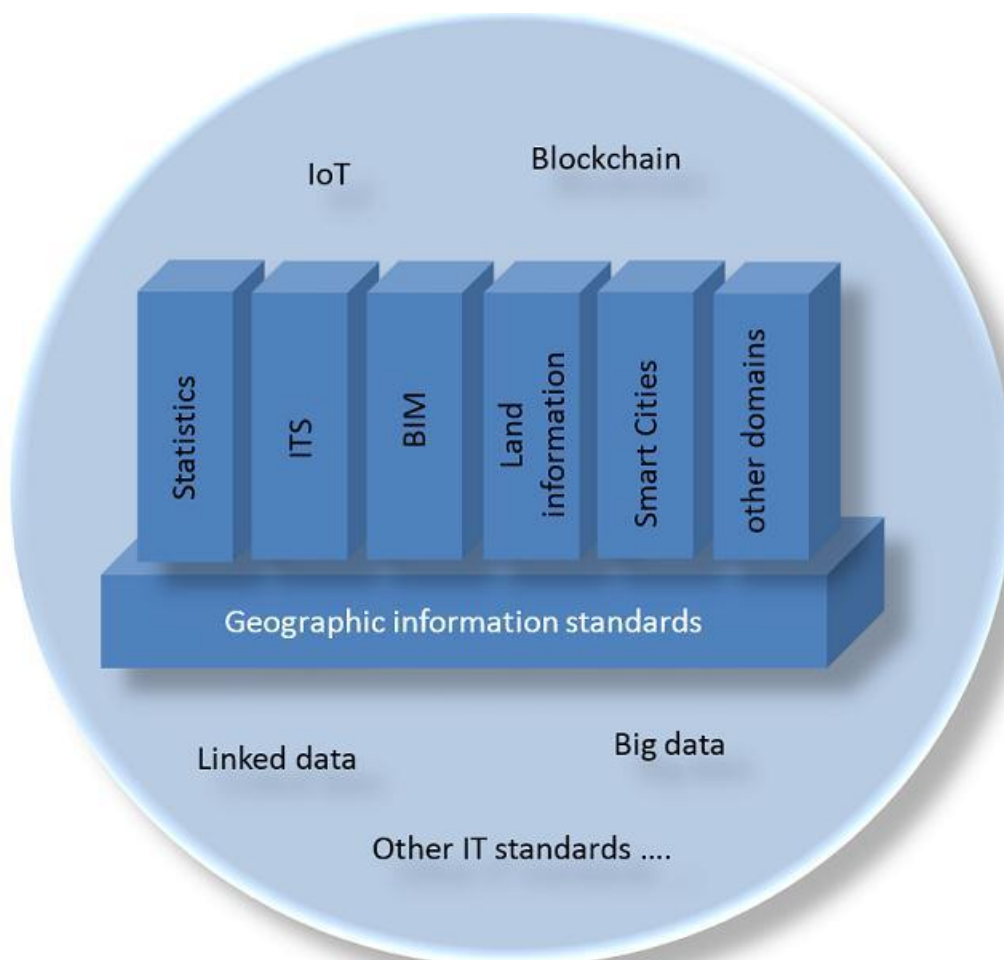 IoT
Blockchain
Statistics
ITS
BIM
Land
information
Smart Cities
other domains
Geographic information standards
Linked data
Big data
Other IT standards ....